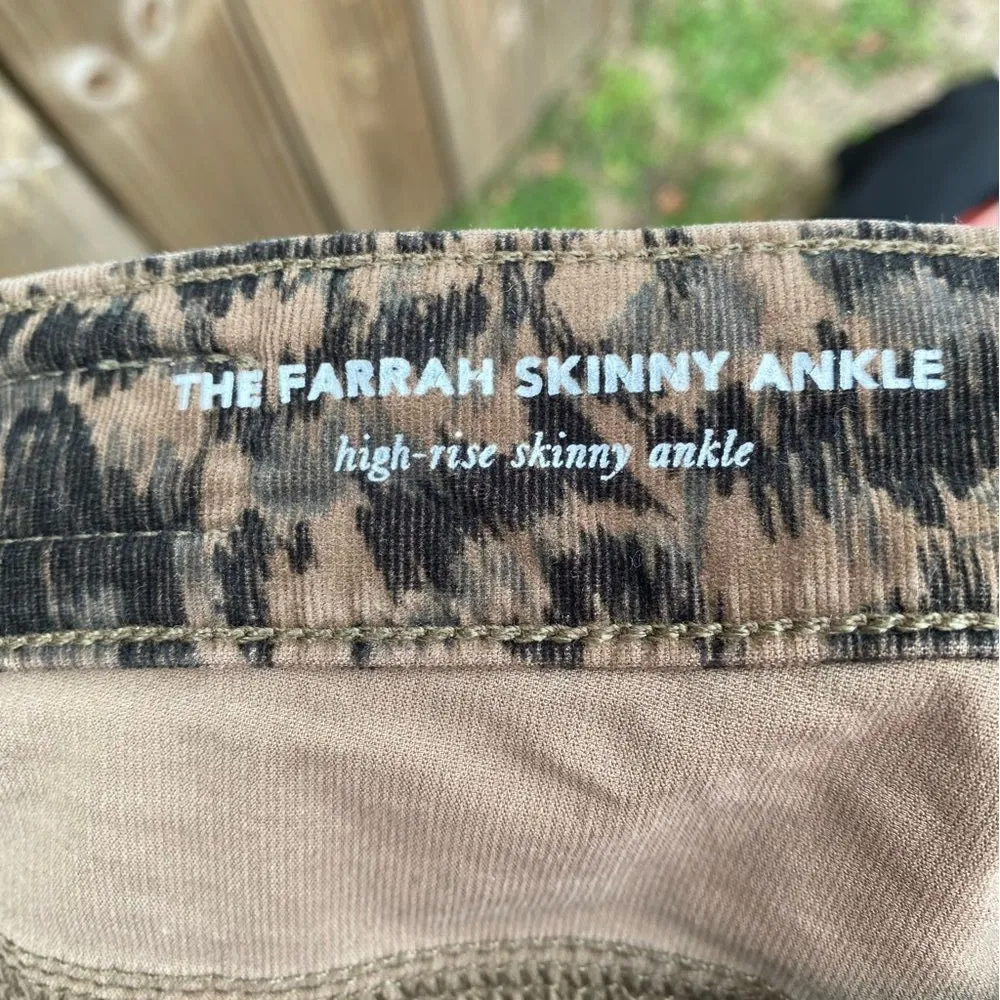 THE FARRAH SKINNY ANKLE
high-rise skinny ankle